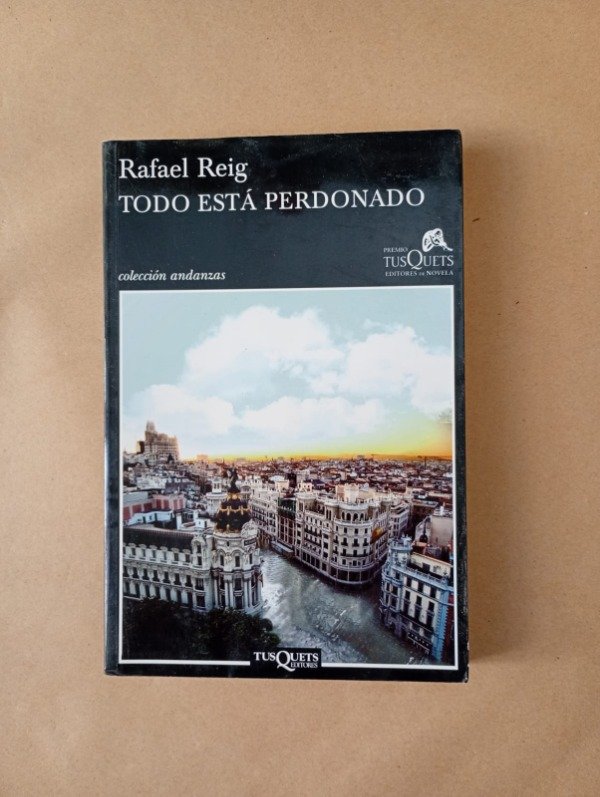 Rafael Reig
TODO ESTÁ PERDONADO
PREMIO
TUSQUETS
EDITORES DE NOVELA
colección andanzas
TUSQUETS
EDITORES